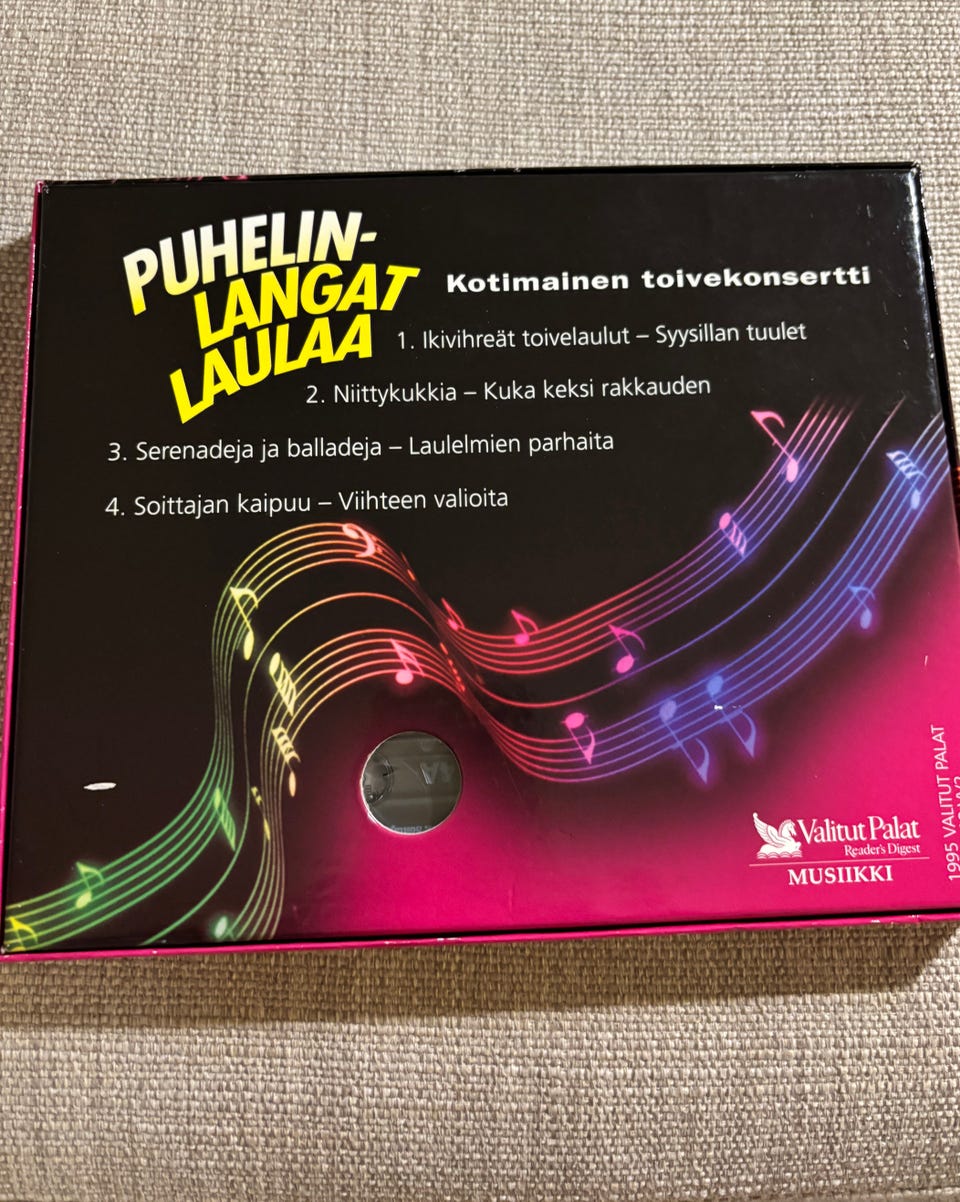 PUHELIN-
LANGAT
LAULAA
Kotimainen toivekonsertti
1. Ikivihreät toivelaulut – Syysillan tuulet
2. Niittykukkia – Kuka keksi rakkauden
3. Serenadeja ja balladeja – Laulelmien parhaita
4. Soittajan kaipuu – Viihteen valioita
Valitut Palat
Reader's Digest
MUSIIKKI
1995 VALITUT PALAT